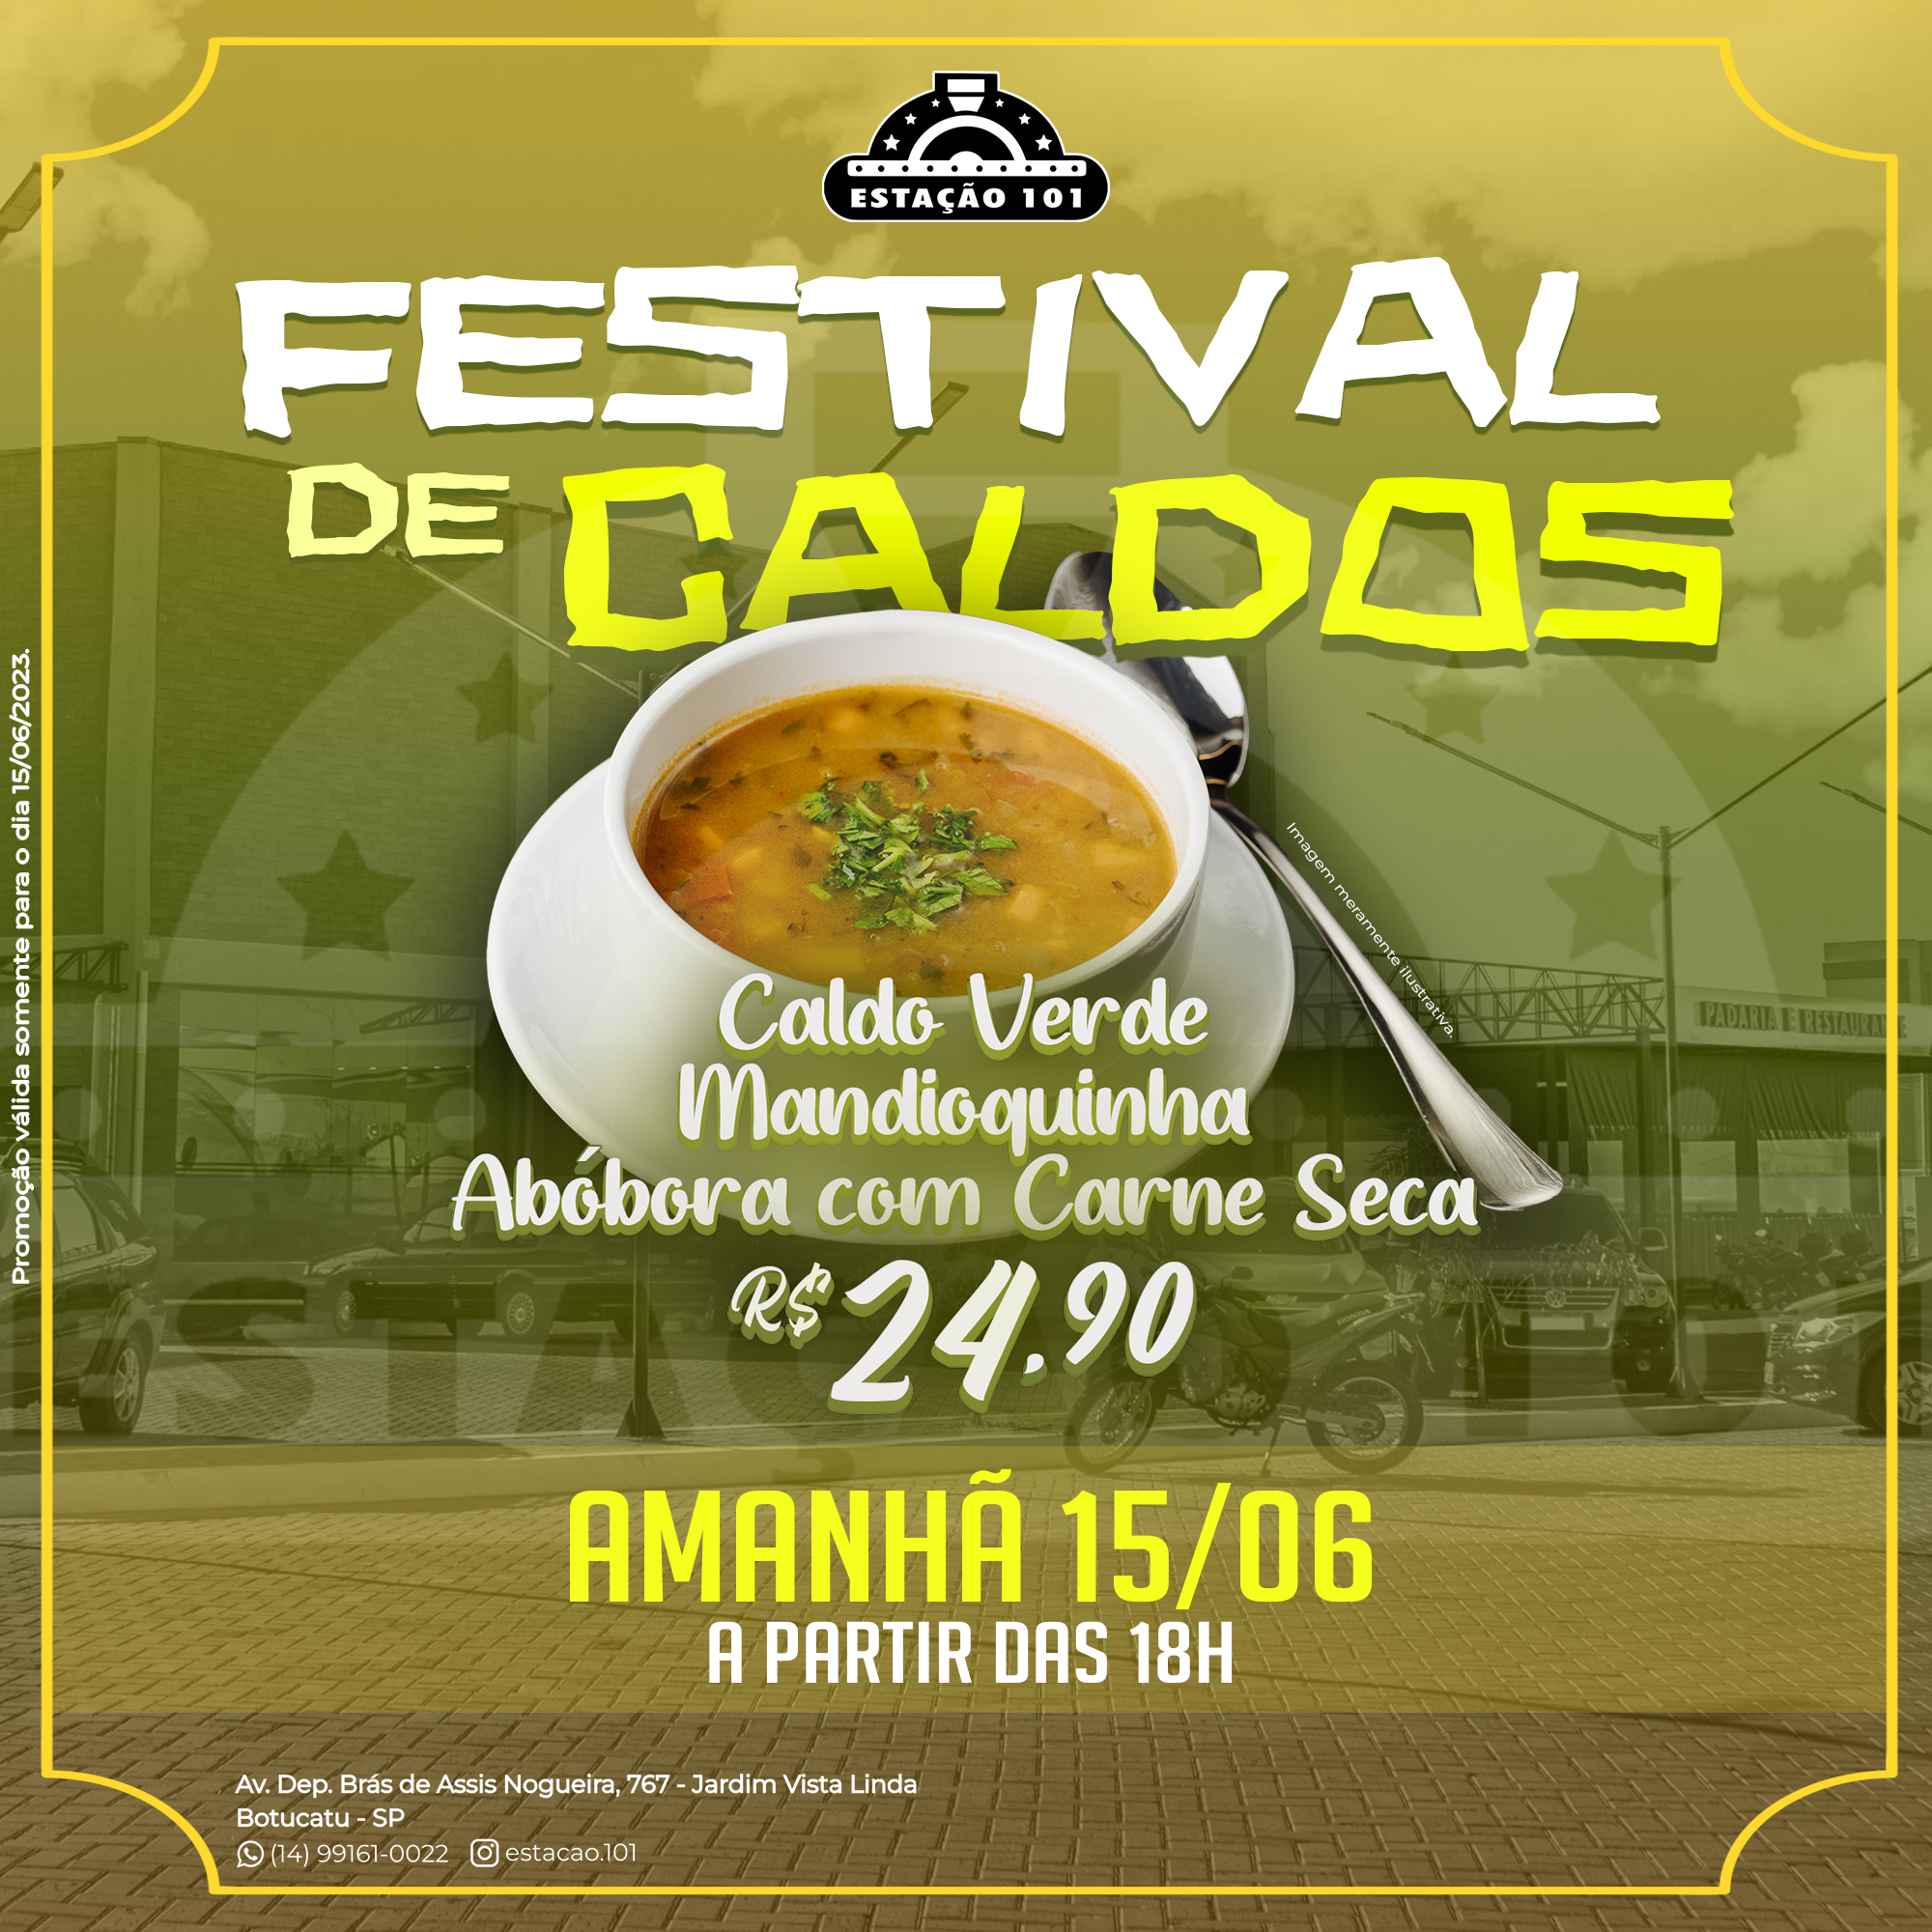 ESTAÇÃO 101
FESTIVAL
DE CALDOS
Imagem meramente ilustrativa.
PADARIA E RESTAURANTE
Caldo Verde
Mandioquinha
Abóbora com Carne Seca
R$ 24,90
AMANHÃ 15/06
A PARTIR DAS 18H
Promoção válida somente para o dia 15/06/2023.
Av. Dep. Brás de Assis Nogueira, 767 - Jardim Vista Linda
Botucatu - SP
(14) 99161-0022 estacao.101